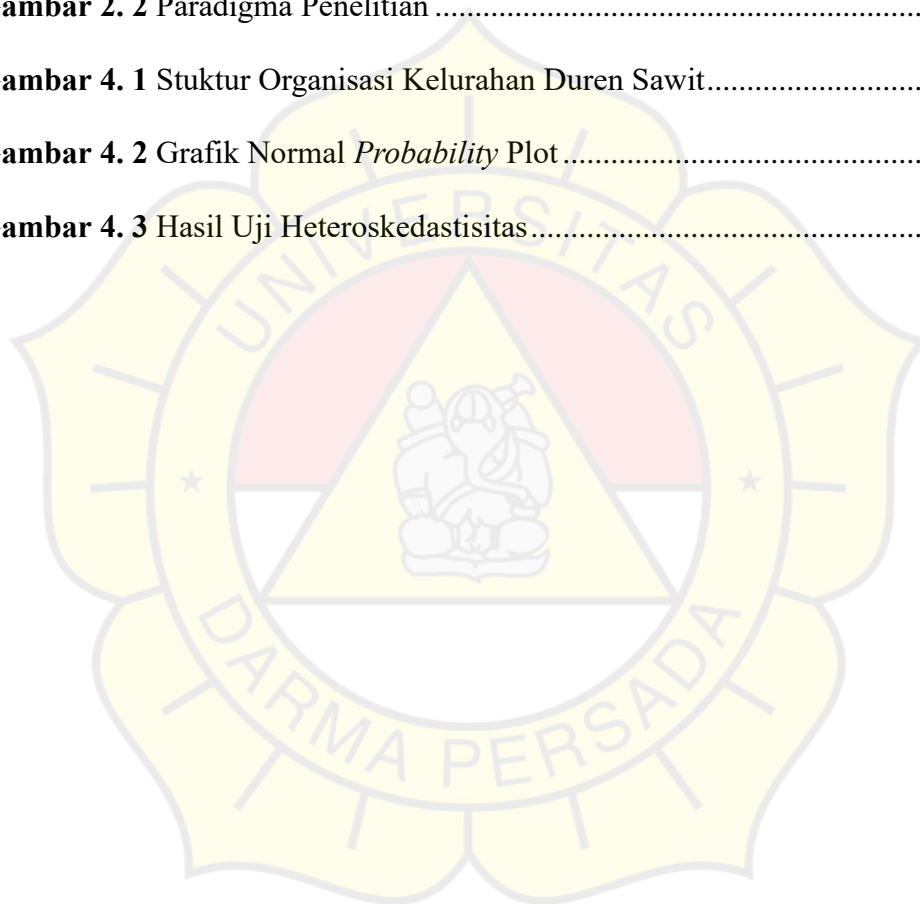 ambar 2. 2 Paradigma Penelitian ........................................................................
ambar 4. 1 Stuktur Organisasi Kelurahan Duren Sawit...........................
ambar 4. 2 Grafik Normal Probability Plot .............................................
ambar 4. 3 Hasil Uji Heteroskedastisitas.................................................
UNIVERSITAS
DARMA PERSADA